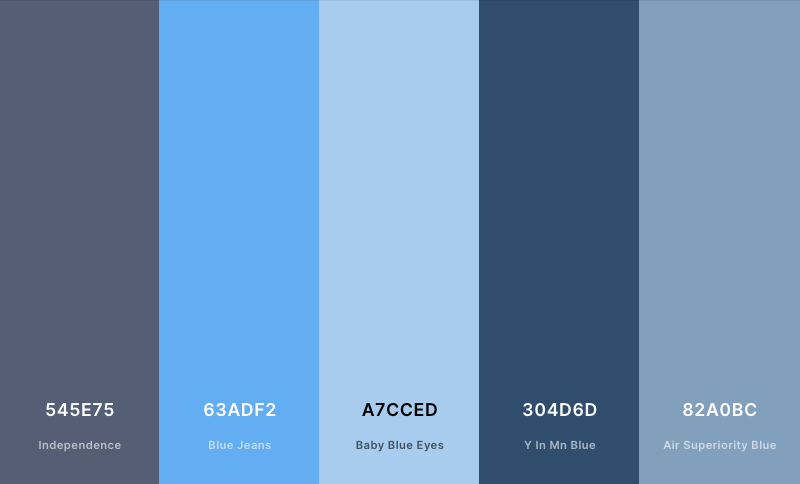 545E75
Independence
63ADF2
Blue Jeans
A7CCED
Baby Blue Eyes
304D6D
Y In Mn Blue
82A0BC
Air Superiority Blue